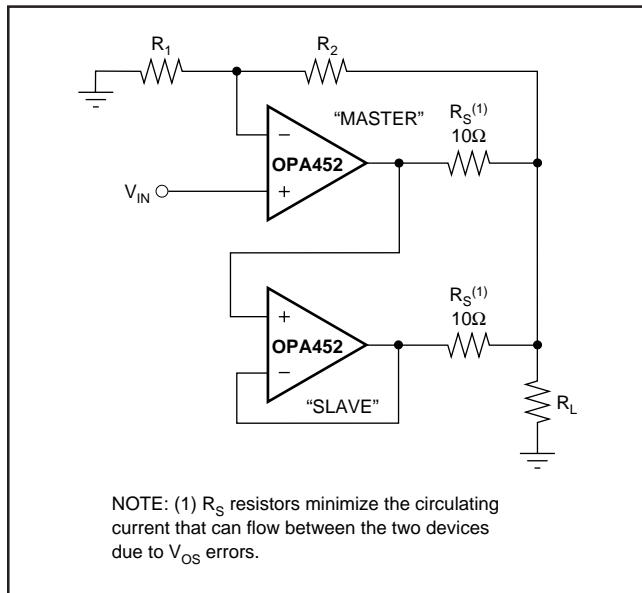 R1
R2
"MASTER"
RS(1)
10Ω
–
OPA452
+
VIN
RS(1)
10Ω
+
OPA452
–
"SLAVE"
RL
NOTE: (1) RS resistors minimize the circulating
current that can flow between the two devices
due to VOS errors.